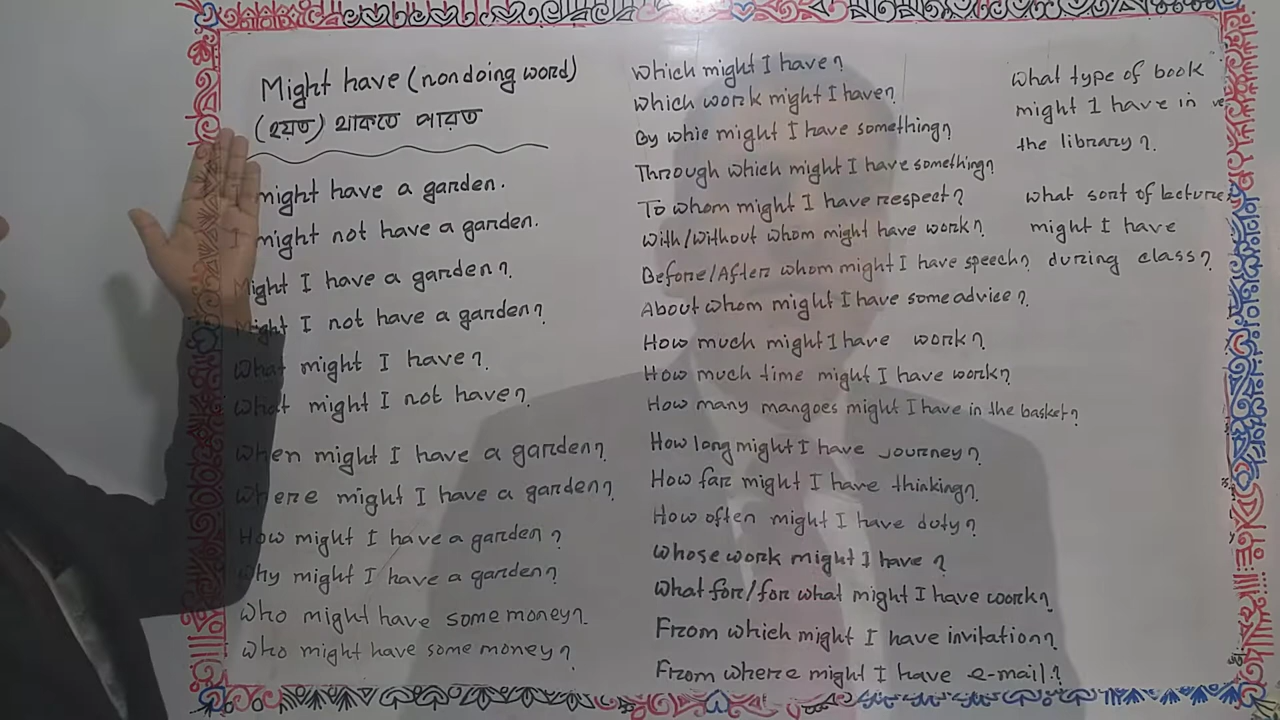 Might have (nondoing word)
(হয়ত) থাকতে পারত
I might have a garden.
I might not have a garden.
Might I have a garden?
Might I not have a garden?
What might I have?
What might I not have?
When might I have a garden?
Where might I have a garden?
How might I have a garden?
Why might I have a garden?
Who might have some money?
Who might have some money?
Which might I have?
Which work might I have?
By whie might I have something?
Through which might I have something?
To whom might I have respect?
With/without whom might have work?
Before/After whom might I have speech?
About whom might I have some advice?
How much might I have work?
How much time might I have work?
How many mangoes might I have in the basket?
How long might I have journey?
How far might I have thinking?
How often might I have duty?
Whose work might I have?
What for/for what might I have work?
From which might I have invitation?
From where might I have e-mail?
What type of book
might I have in
the library?
What sort of lecture
might I have
during class?